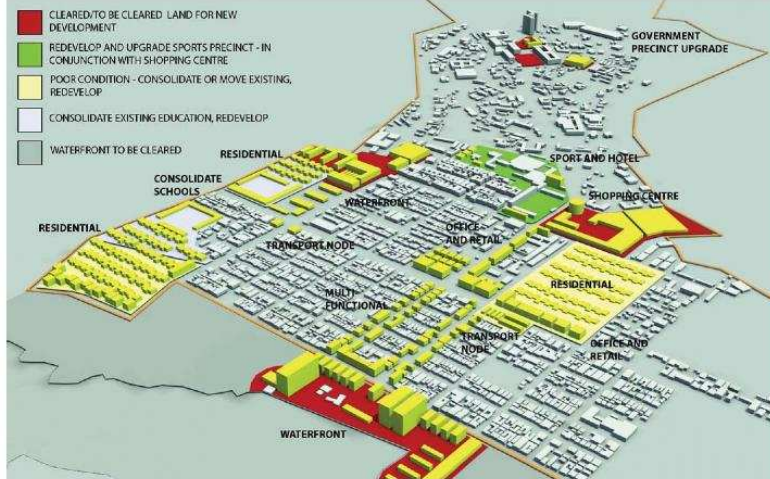 CLEARED/TO BE CLEARED LAND FOR NEW
DEVELOPMENT
REDEVELOP AND UPGRADE SPORTS PRECINCT - IN
CONJUNCTION WITH SHOPPING CENTRE
POOR CONDITION - CONSOLIDATE OR MOVE EXISTING,
REDEVELOP
CONSOLIDATE EXISTING EDUCATION, REDEVELOP
WATERFRONT TO BE CLEARED
GOVERNMENT
PRECINCT UPGRADE
RESIDENTIAL
SPORT AND HOTEL
CONSOLIDATE
SCHOOLS
SHOPPING CENTRE
WATERFRONT
RESIDENTIAL
OFFICE
AND RETAIL
TRANSPORT NODE
RESIDENTIAL
MULTI-
FUNCTIONAL
TRANSPORT
NODE
OFFICE AND
RETAIL
WATERFRONT